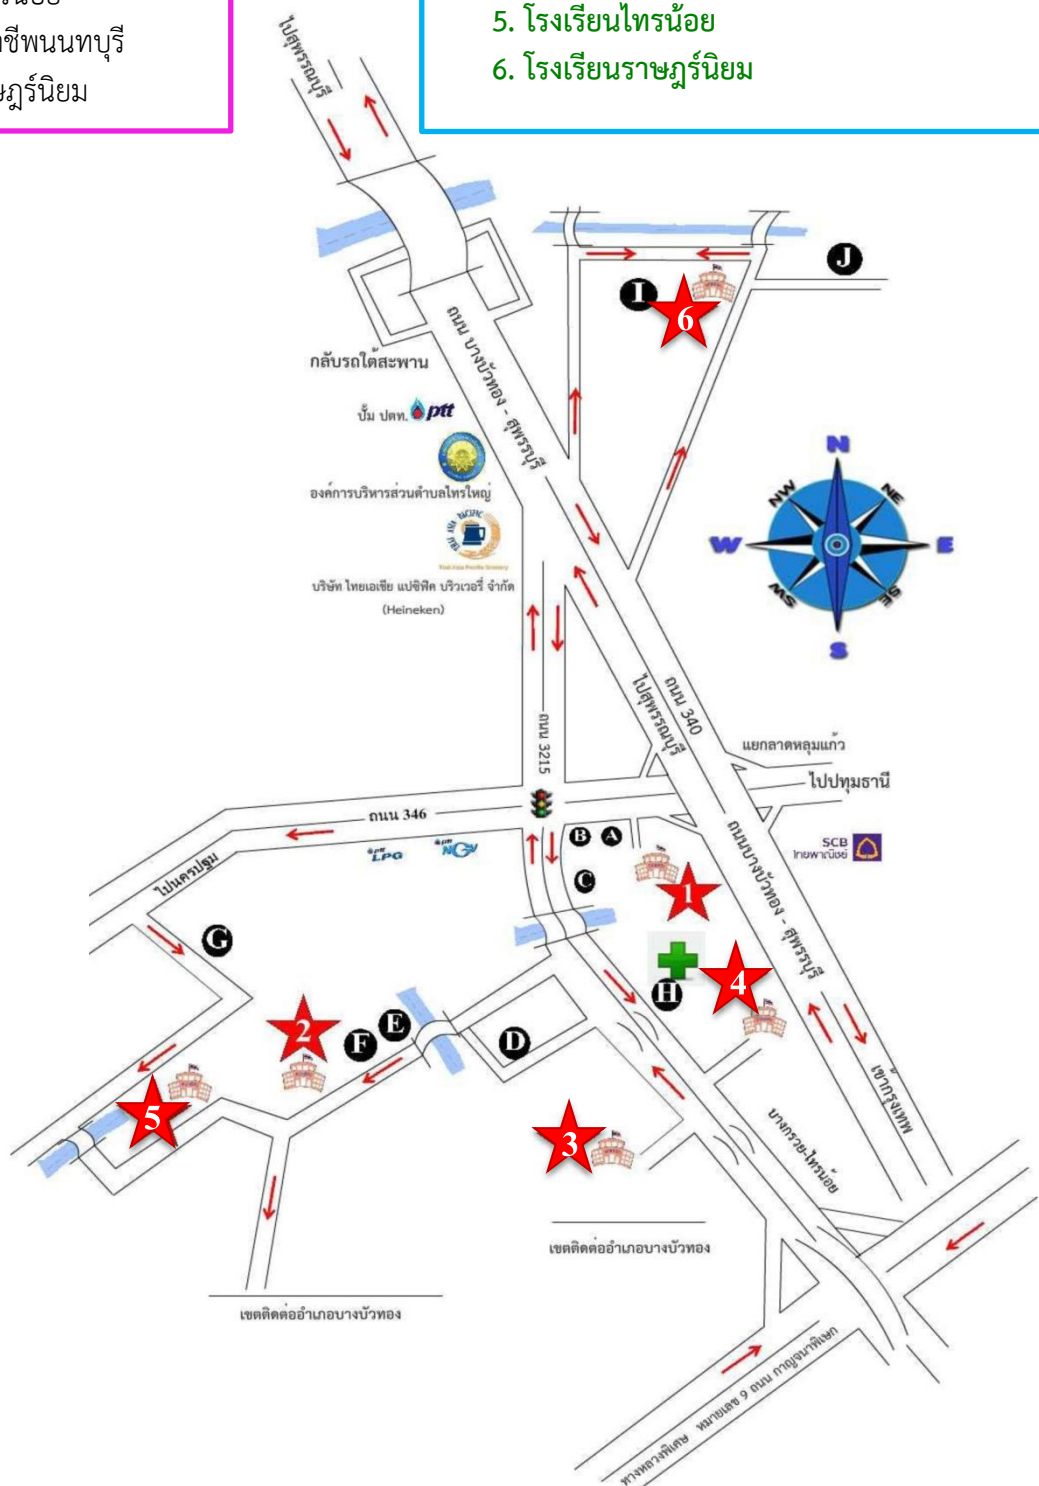 ชีพนนทบุรี
ษฎร์นิยม
5. โรงเรียนไทรน้อย
6. โรงเรียนราษฎร์นิยม
ไปสุพรรณบุรี
J
I
6
กลับรถใต้สะพาน
ถนน บางบัวทอง - สุพรรบุรี
ปั้ม ปตท. ptt
องค์การบริหารส่วนตำบลไทรใหญ่
THAI ASIA PACIFIC
Thai Asia Pacific Brewery
บริษัท ไทยเอเชีย แปซิฟิค บริวเวอรี่ จำกัด
(Heineken)
N
NW
NE
W
E
SW
SE
S
ถนน 3215
ไปสุพรรณบุรี
ถนน 340
แยกลาดหลุมแก้ว
ไปปทุมธานี
ถนน 346
ptt LPG
ptt NGV
B
A
C
ถนนบางบัวทอง - สุพรรบุรี
SCB
ไทยพาณิชย์
ไปนครปฐม
1
G
H
4
2
F
E
D
5
3
เข้ากรุงเทพ
บางกรวย-ไทรน้อย
เขตติดต่ออำเภอบางบัวทอง
เขตติดต่ออำเภอบางบัวทอง
ทางหลวงพิเศษ หมายเลข 9 ถนน กาญจนาพิเษก